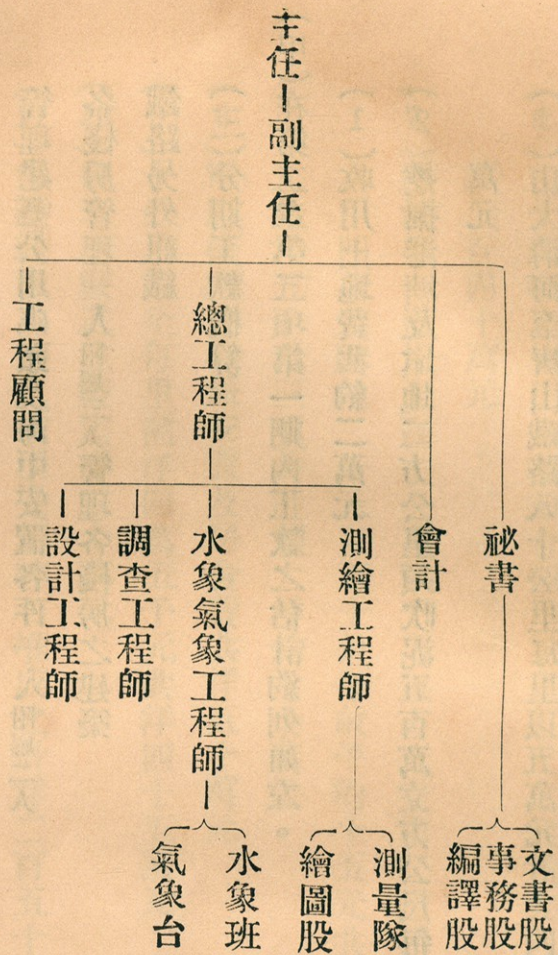 主任副主任
祕書
會計
總工程師
工程顧問
測繪工程師
水象氣象工程師
調查工程師
設計工程師
文書股
事務股
編譯股
測量隊
繪圖股
水象班
氣象台